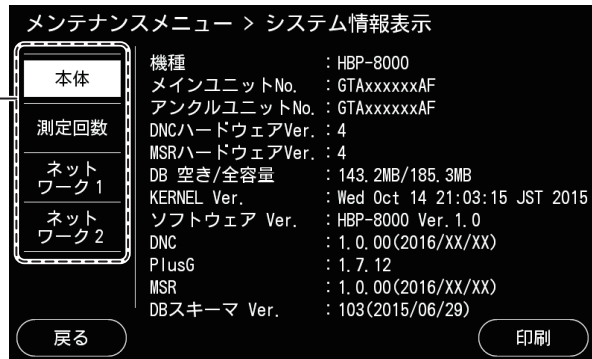 メンテナンスメニュー > システム情報表示
本体
測定回数
ネット
ワーク1
ネット
ワーク2
機種 : HBP-8000
メインユニットNo. : GTAxxxxxxAF
アンクルユニットNo. : GTAxxxxxxAF
DNCハードウェアVer. : 4
MSRハードウェアVer. : 4
DB 空き/全容量 : 143.2MB/185.3MB
KERNEL Ver. : Wed Oct 14 21:03:15 JST 2015
ソフトウェア Ver. : HBP-8000 Ver.1.0
DNC : 1.0.00(2016/XX/XX)
PlusG : 1.7.12
MSR : 1.0.00(2016/XX/XX)
DBスキーマ Ver. : 103(2015/06/29)
戻る
印刷